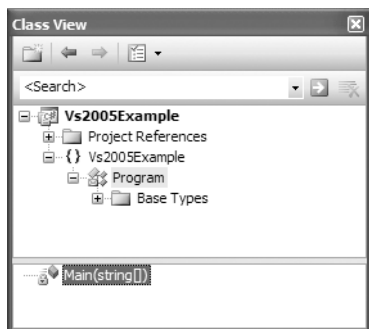 Class View
<Search>
Vs2005Example
Project References
{} Vs2005Example
Program
Base Types
Main(string[])